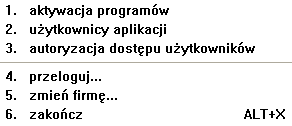 1. aktywacja programów
2. użytkownicy aplikacji
3. autoryzacja dostępu użytkowników
4. przeloguj...
5. zmień firmę...
6. zakończ ALT+X